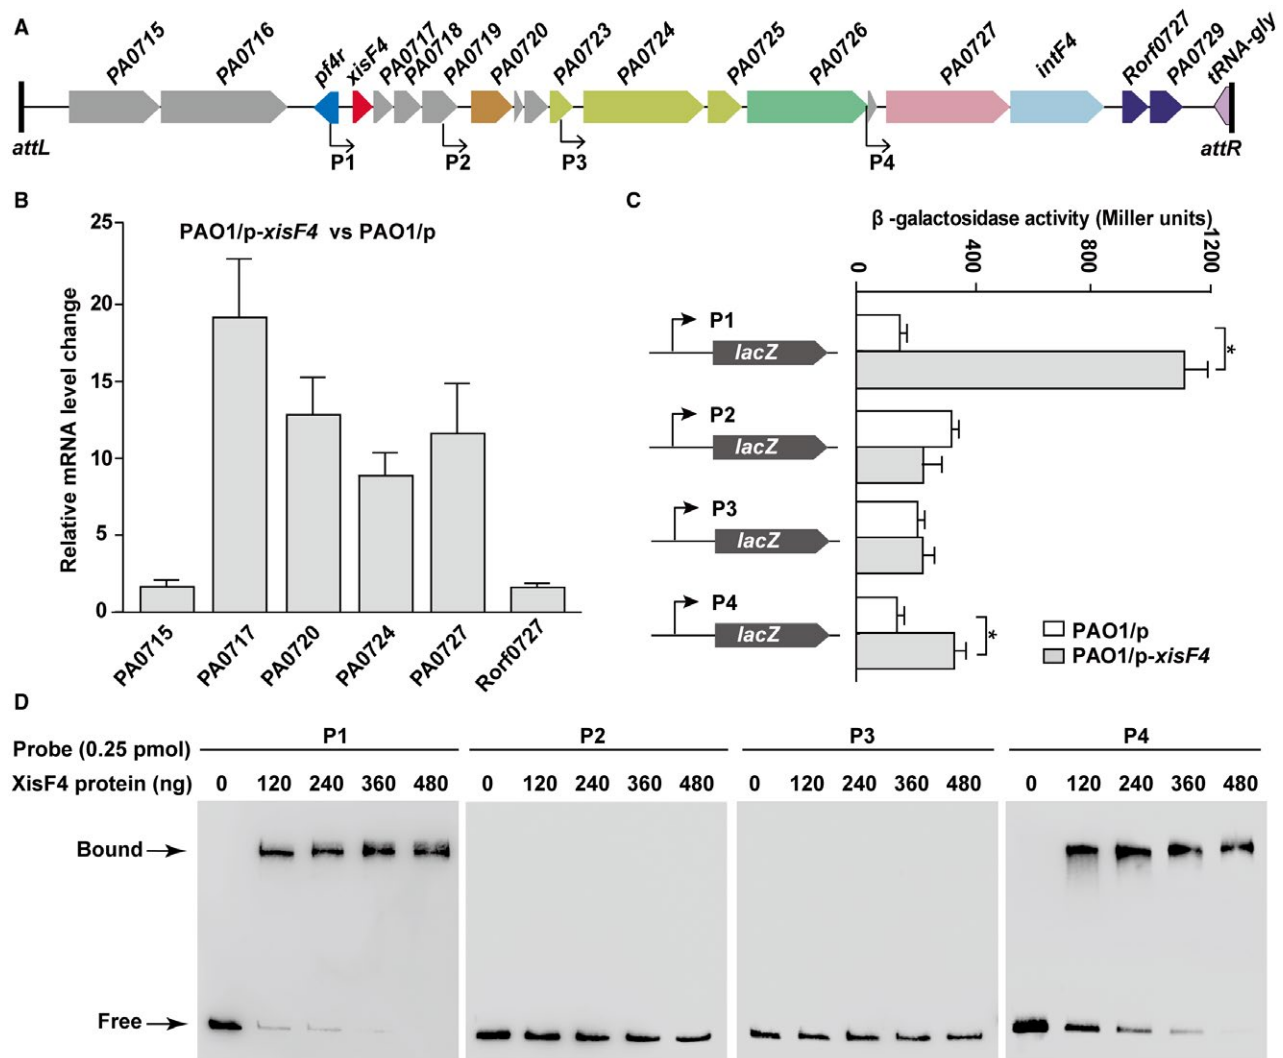 A
PA0715
PA0716
pf4r
xisF4
PA0717
PA0718
PA0719
PA0720
PA0723
PA0724
PA0725
PA0726
PA0727
intF4
Rorf0727
PA0729
tRNA-gly
attL
P1
P2
P3
P4
attR
B
PAO1/p-xisF4 vs PAO1/p
Relative mRNA level change
25
20
15
10
5
0
PA0715
PA0717
PA0720
PA0724
PA0727
Rorf0727
C
β -galactosidase activity (Miller units)
0
400
800
1200
P1
lacZ
*
P2
lacZ
P3
lacZ
P4
lacZ
*
PAO1/p
PAO1/p-xisF4
D
Probe (0.25 pmol)
P1
P2
P3
P4
XisF4 protein (ng) 0 120 240 360 480 0 120 240 360 480 0 120 240 360 480 0 120 240 360 480
Bound
Free